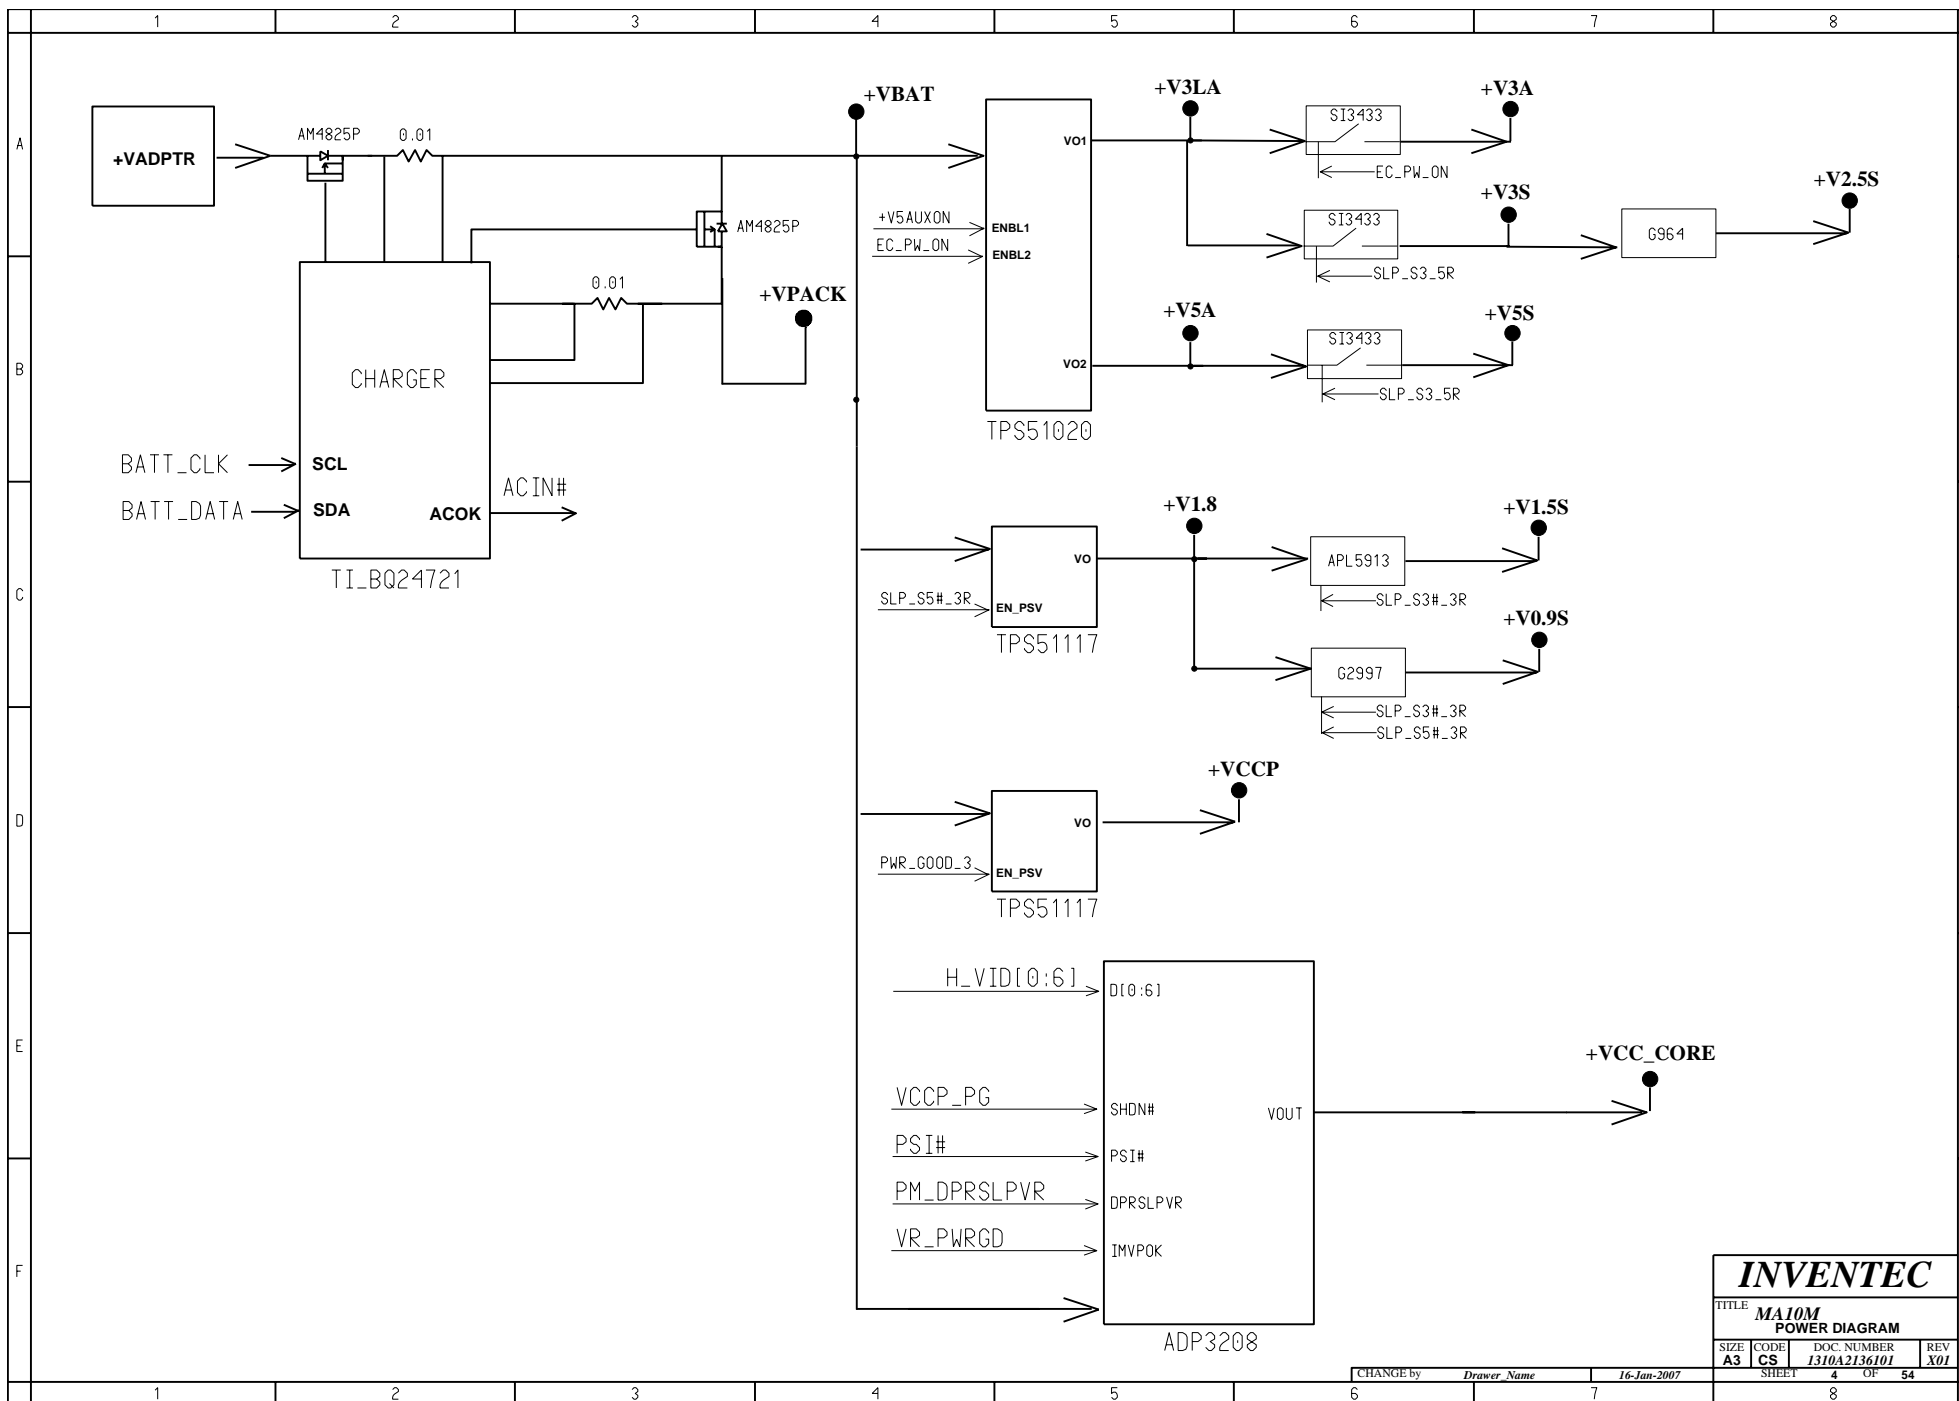 1 2 3 4 5 6 7 8
A
B
C
D
E
F
+VADPTR
AM4825P
0.01
AM4825P
0.01
+VPACK
+VBAT
CHARGER
BATT_CLK
SCL
BATT_DATA
SDA
ACOK
ACIN#
TI_BQ24721
+V5AUXON
ENBL1
EC_PW_ON
ENBL2
VO1
VO2
TPS51020
+V3LA
SI3433
EC_PW_ON
+V3A
SI3433
SLP_S3_5R
+V3S
G964
+V2.5S
+V5A
SI3433
SLP_S3_5R
+V5S
SLP_S5#_3R
EN_PSV
VO
TPS51117
+V1.8
APL5913
SLP_S3#_3R
+V1.5S
G2997
SLP_S3#_3R
SLP_S5#_3R
+V0.9S
PWR_GOOD_3
EN_PSV
VO
TPS51117
+VCCP
H_VID[0:6]
D[0:6]
VCCP_PG
SHDN#
PSI#
PSI#
PM_DPRSLPVR
DPRSLPVR
VR_PWRGD
IMVPOK
VOUT
ADP3208
+VCC_CORE
INVENTEC
TITLE
MA10M
POWER DIAGRAM
SIZE CODE DOC. NUMBER REV
A3 CS 1310A2136101 X01
CHANGE by Drawer_Name 16-Jan-2007 SHEET 4 OF 54
1 2 3 4 5 6 7 8